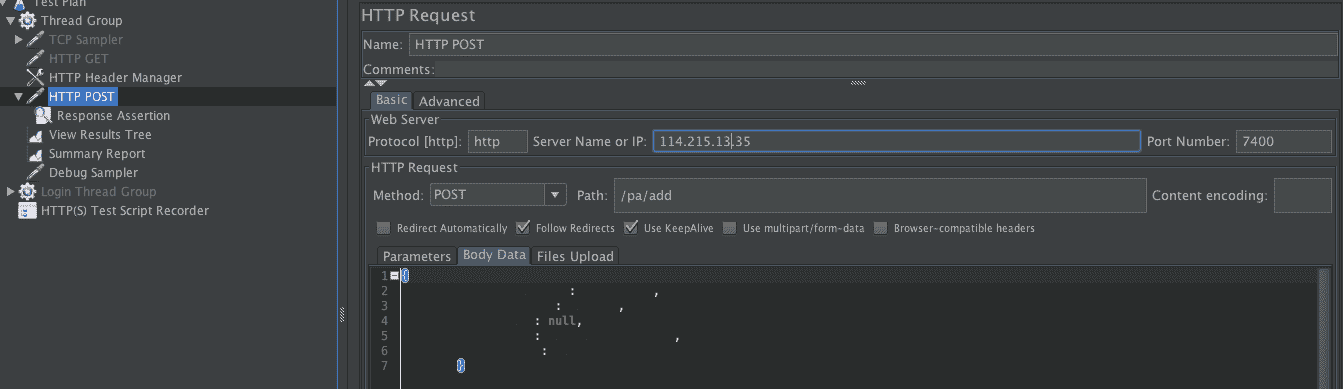 Test Plan
Thread Group
TCP Sampler
HTTP GET
HTTP Header Manager
HTTP POST
Response Assertion
View Results Tree
Summary Report
Debug Sampler
Login Thread Group
HTTP(S) Test Script Recorder
HTTP Request
Name: HTTP POST
Comments:
Basic Advanced
Web Server
Protocol [http]: http Server Name or IP: 114.215.13.35 Port Number: 7400
HTTP Request
Method: POST Path: /pa/add Content encoding:
Redirect Automatically Follow Redirects Use KeepAlive Use multipart/form-data Browser-compatible headers
Parameters Body Data Files Upload
1 {
2 : ,
3 : ,
4 : null,
5 : ,
6 :
7 }